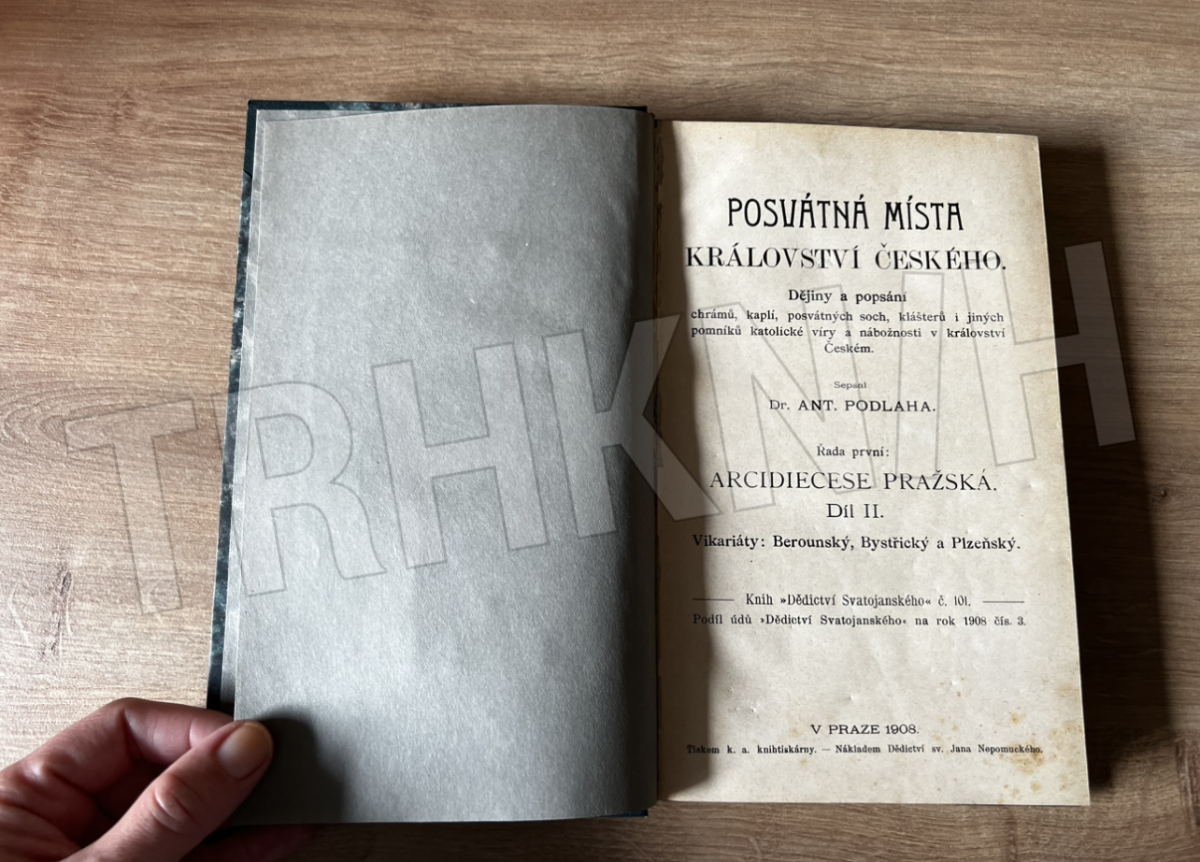 POSVÁTNÁ MÍSTA
KRÁLOVSTVÍ ČESKÉHO.
Dějiny a popsání
chrámů, kaplí, posvátných soch, klášterů i jiných
pomníků katolické víry a nábožnosti v království
Českém.
Sepsal
Dr. ANT. PODLAHA.
Řada první:
ARCIDIECESE PRAŽSKÁ.
Díl II.
Vikariáty: Berounský, Bystřický a Plzeňský.
Knih »Dědictví Svatojanského« č. 101.
Podíl údů »Dědictví Svatojanského« na rok 1908 čís. 3.
V PRAZE 1908.
Tiskem k. a. knihtiskárny. — Nákladem Dědictví sv. Jana Nepomuckého.
TRHKNIH